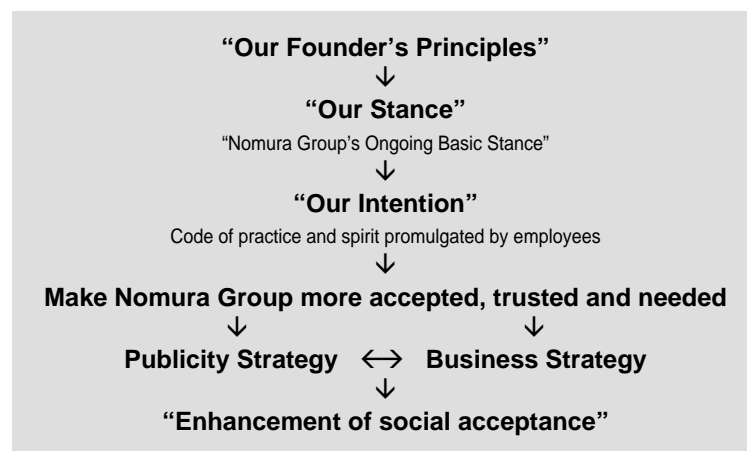 “Our Founder’s Principles”
↓
“Our Stance”
“Nomura Group’s Ongoing Basic Stance”
↓
“Our Intention”
Code of practice and spirit promulgated by employees
↓
Make Nomura Group more accepted, trusted and needed
↓ ↓
Publicity Strategy ↔ Business Strategy
↓
“Enhancement of social acceptance”